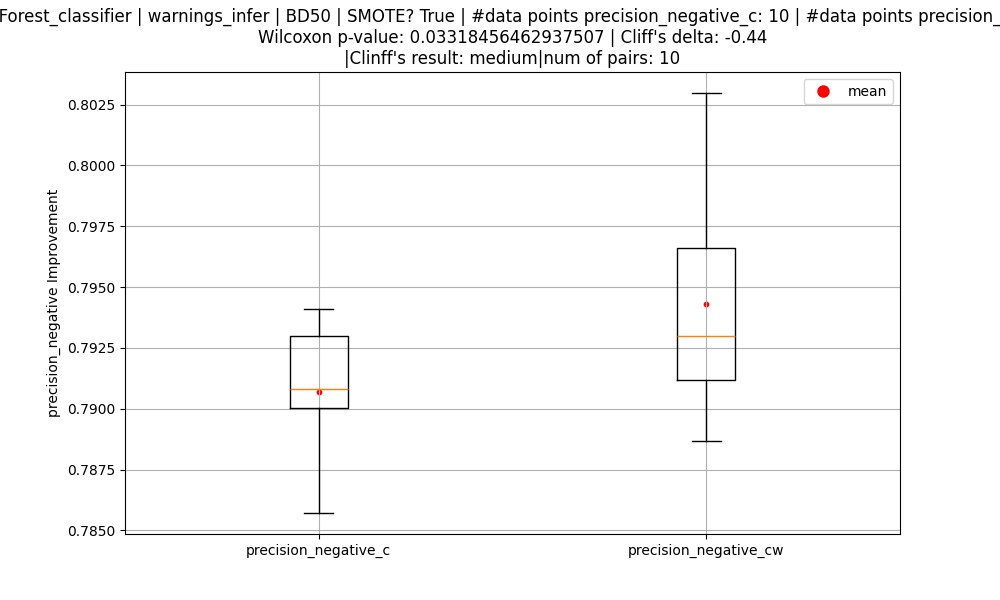 Forest_classifier | warnings_infer | BD50 | SMOTE? True | #data points precision_negative_c: 10 | #data points precision_
Wilcoxon p-value: 0.03318456462937507 | Cliff's delta: -0.44
|Clinff's result: medium|num of pairs: 10
mean
0.8025
0.8000
0.7975
0.7950
0.7925
0.7900
0.7875
0.7850
precision_negative Improvement
precision_negative_c
precision_negative_cw